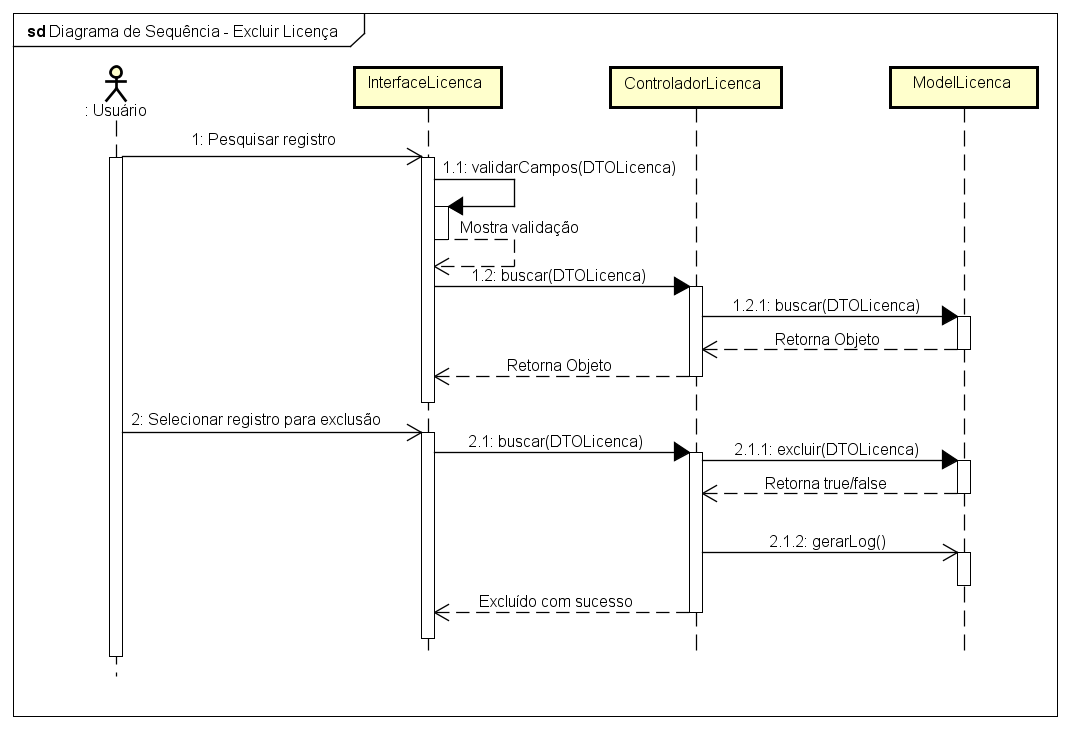 sd Diagrama de Sequência - Excluir Licença
: Usuário
InterfaceLicenca
ControladorLicenca
ModelLicenca
1: Pesquisar registro
1.1: validarCampos(DTOLicenca)
Mostra validação
1.2: buscar(DTOLicenca)
1.2.1: buscar(DTOLicenca)
Retorna Objeto
Retorna Objeto
2: Selecionar registro para exclusão
2.1: buscar(DTOLicenca)
2.1.1: excluir(DTOLicenca)
Retorna true/false
2.1.2: gerarLog()
Excluído com sucesso